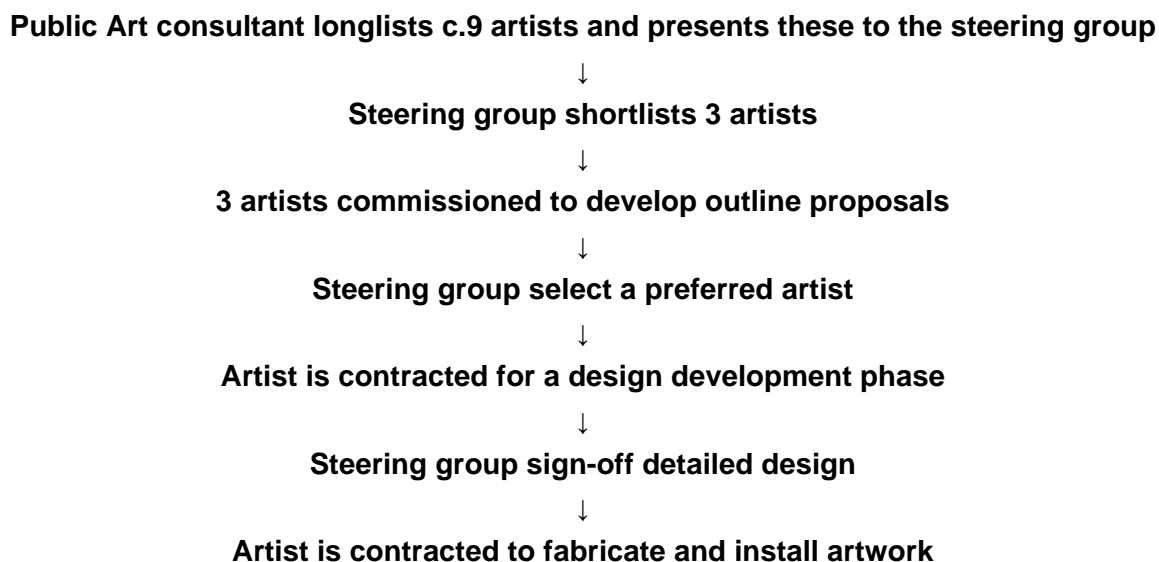 Public Art consultant longlists c.9 artists and presents these to the steering group
↓
Steering group shortlists 3 artists
↓
3 artists commissioned to develop outline proposals
↓
Steering group select a preferred artist
↓
Artist is contracted for a design development phase
↓
Steering group sign-off detailed design
↓
Artist is contracted to fabricate and install artwork